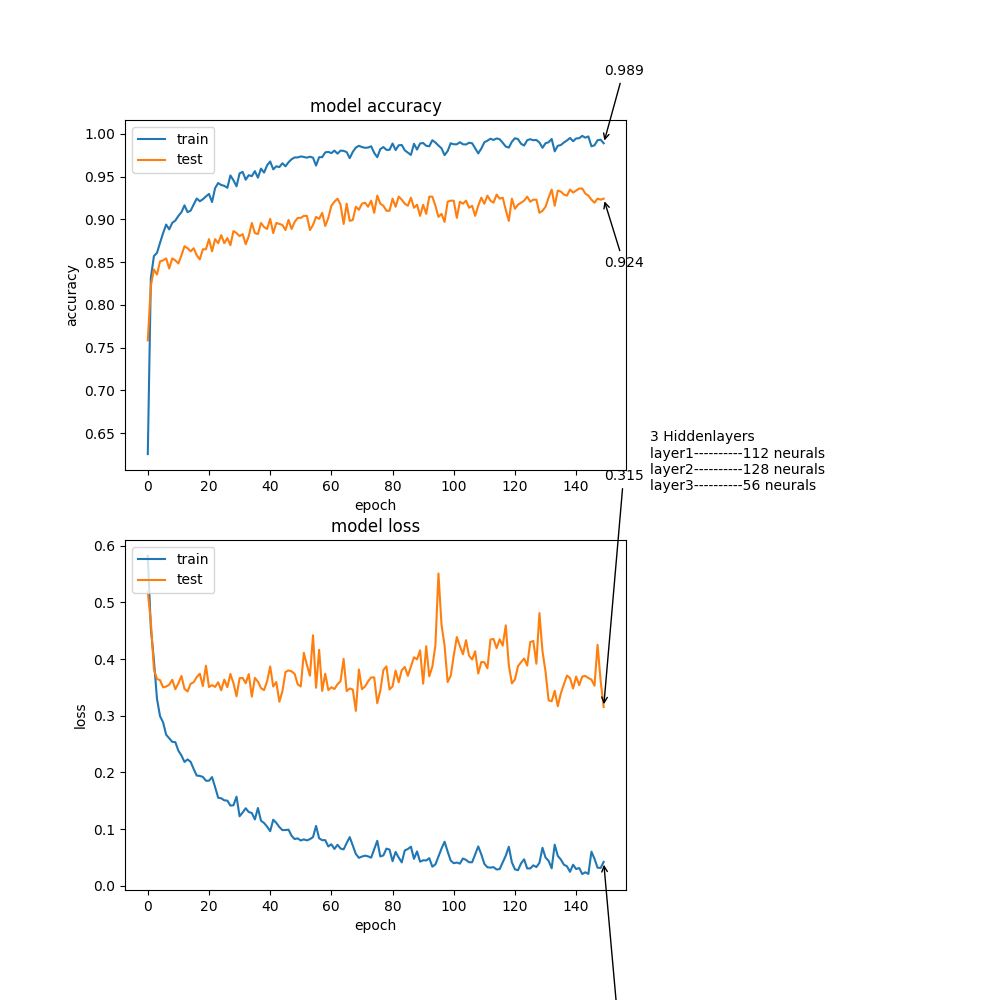 0.989
model accuracy
train
test
1.00
0.95
0.90
0.85
0.80
0.75
0.70
0.65
accuracy
0.924
0 20 40 60 80 100 120 140
epoch
3 Hiddenlayers
layer1----------112 neurals
layer2----------128 neurals
layer3----------56 neurals
0.315
model loss
train
test
0.6
0.5
0.4
0.3
0.2
0.1
0.0
loss
0 20 40 60 80 100 120 140
epoch